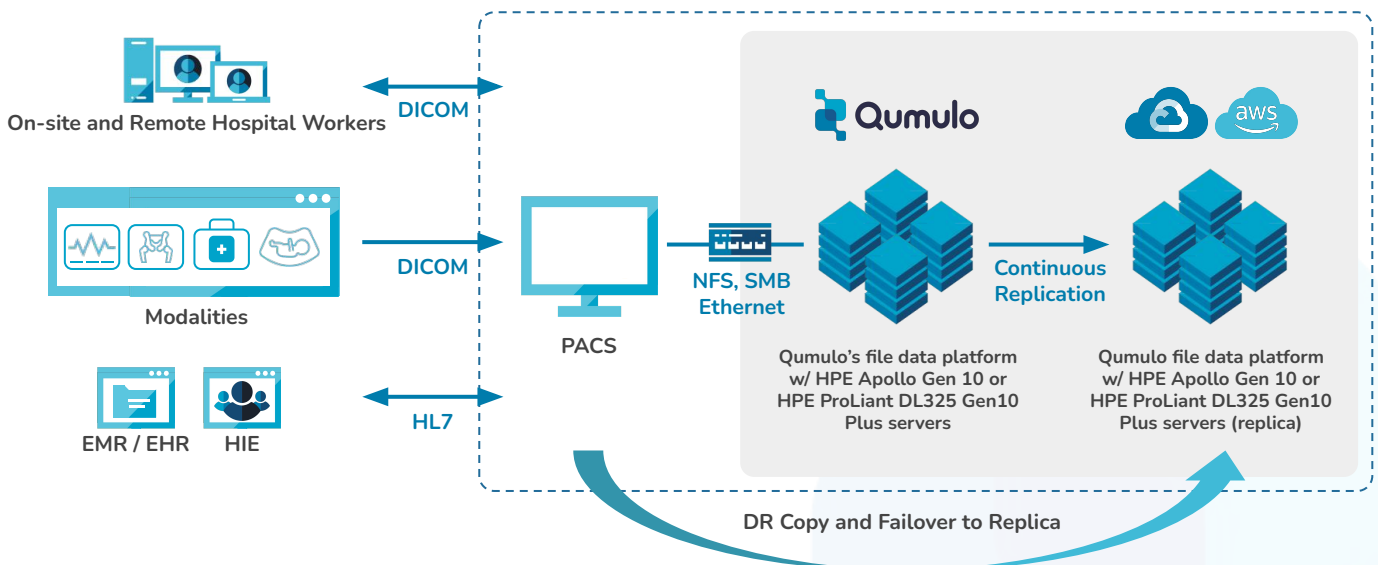 On-site and Remote Hospital Workers
DICOM
Modalities
DICOM
EMR / EHR
HIE
HL7
PACS
NFS, SMB
Ethernet
Qumulo
Qumulo’s file data platform
w/ HPE Apollo Gen 10 or
HPE ProLiant DL325 Gen10
Plus servers
Continuous
Replication
aws
Qumulo file data platform
w/ HPE Apollo Gen 10 or
HPE ProLiant DL325 Gen10
Plus servers (replica)
DR Copy and Failover to Replica